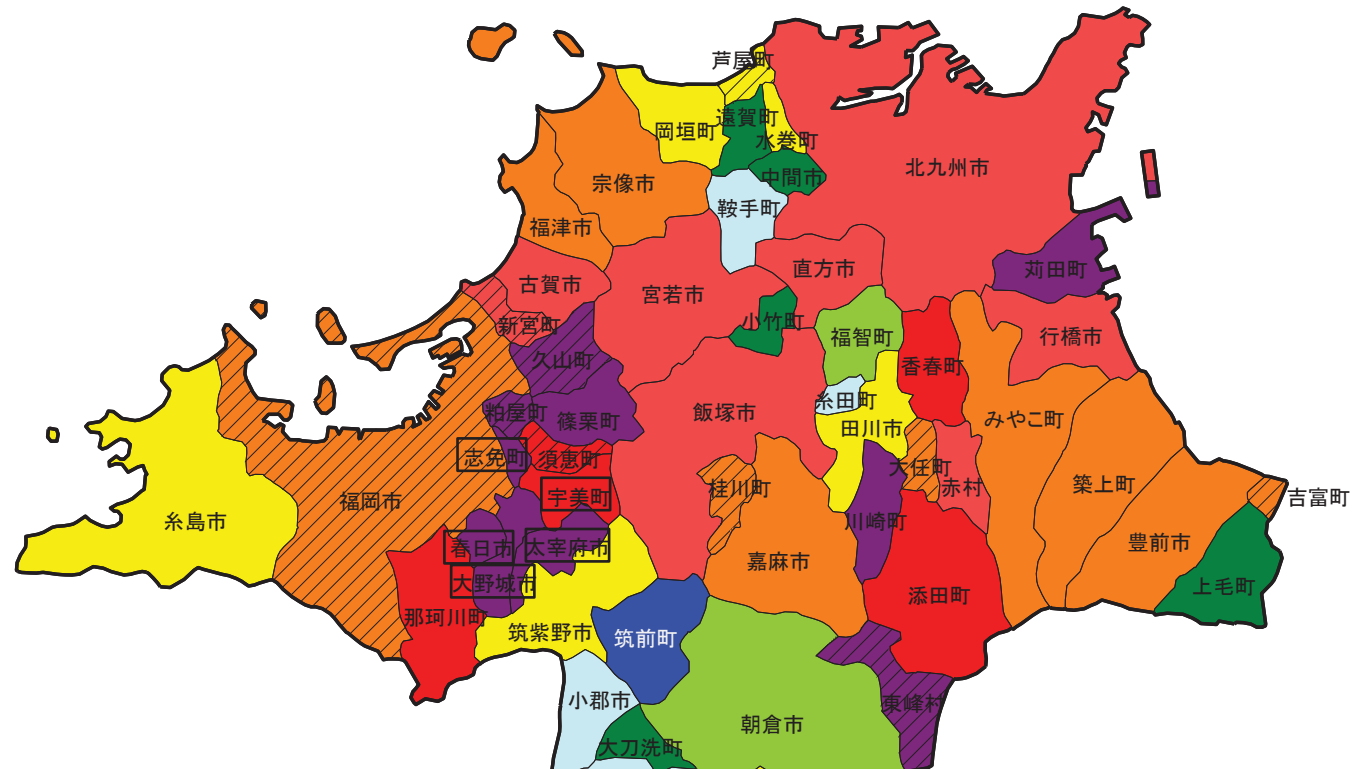 芦屋町
遠賀町
岡垣町
水巻町
北九州市
中間市
宗像市
鞍手町
福津市
苅田町
直方市
古賀市
宮若市
新宮町
小竹町
福智町
行橋市
久山町
香春町
糸田町
粕屋町
篠栗町
飯塚市
みやこ町
田川市
志免町
須恵町
大任町
赤村
桂川町
築上町
宇美町
吉富町
福岡市
糸島市
川崎町
春日市
太宰府市
豊前市
嘉麻市
大野城市
上毛町
添田町
那珂川町
筑紫野市
筑前町
小郡市
東峰村
朝倉市
大刀洗町